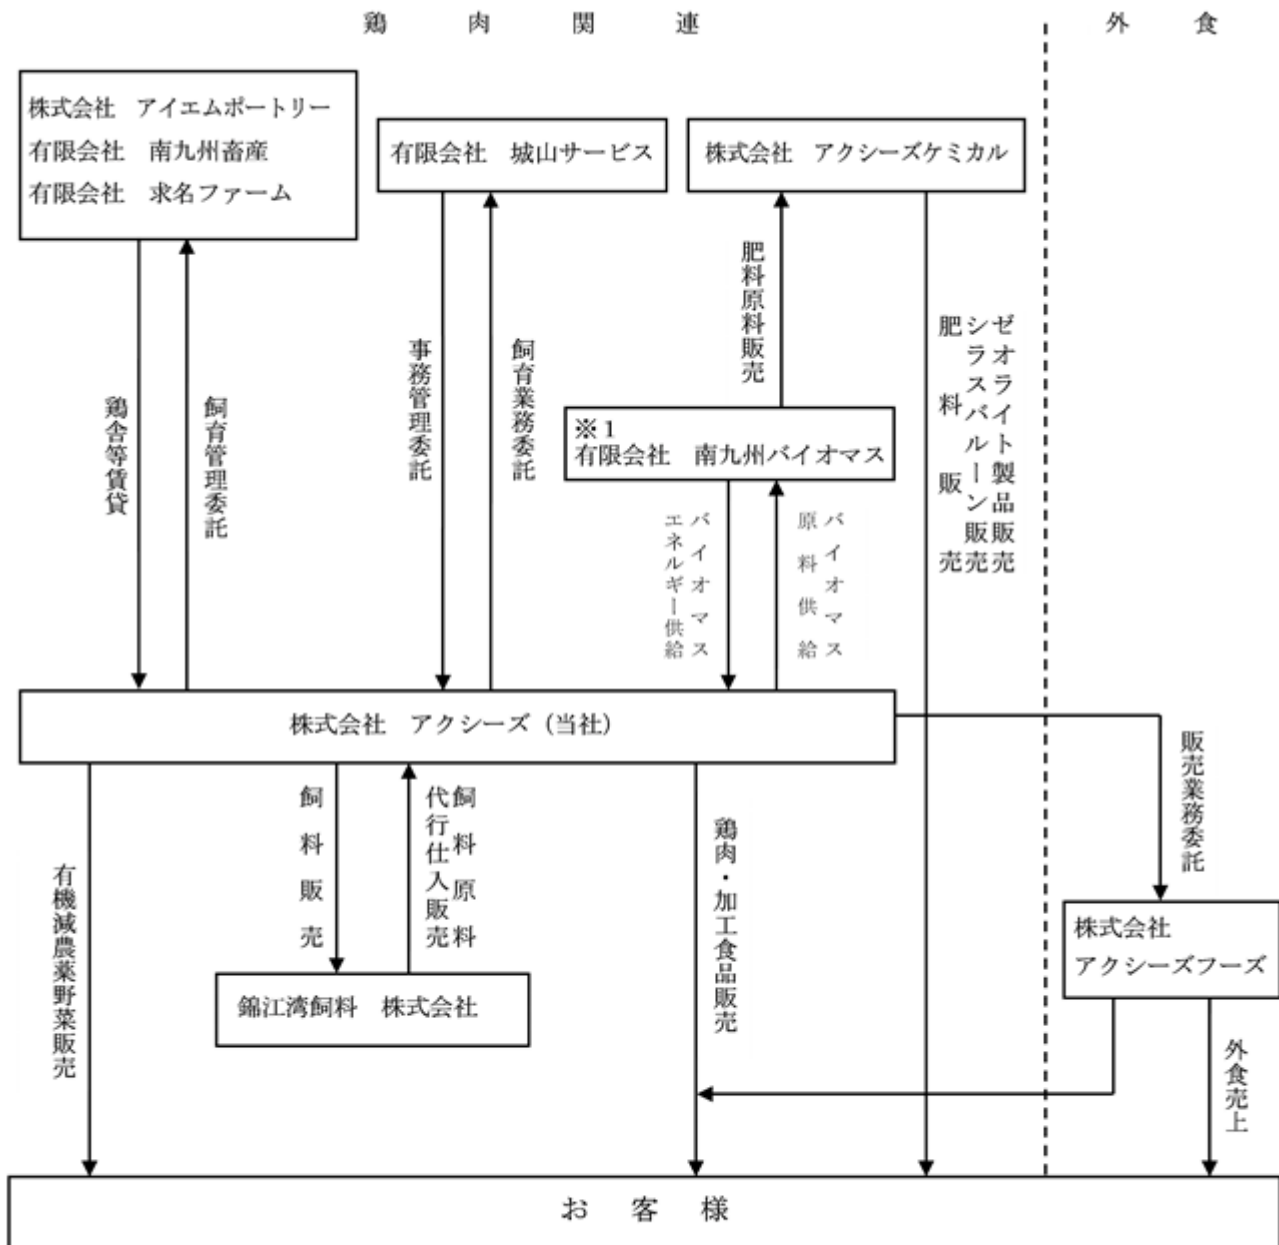 鶏肉関連
外食
株式会社　アイエムポートリー
有限会社　南九州畜産
有限会社　求名ファーム
有限会社　城山サービス
株式会社　アクシーズケミカル
鶏舎等賃貸
飼育管理委託
事務管理委託
飼育業務委託
肥料原料販売
ゼオライト製品販売
シラスバルーン販売
肥料販売
※1
有限会社　南九州バイオマス
バイオマス
エネルギー供給
バイオマス
原料供給
株式会社　アクシーズ（当社）
有機減農薬野菜販売
飼料販売
飼料原料
代行仕入販売
鶏肉・加工食品販売
販売業務委託
錦江湾飼料　株式会社
株式会社
アクシーズフーズ
外食売上
お客様